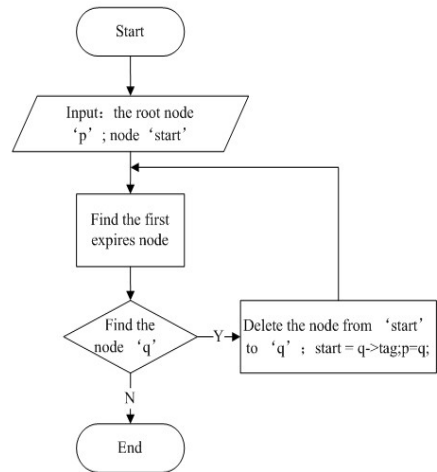 Start
Input：the root node
‘p’ ; node ‘start’
Find the first
expires node
Find the
node ‘q’
Y
Delete the node from ‘start’
to ‘q’ ; start = q->tag;p=q;
N
End